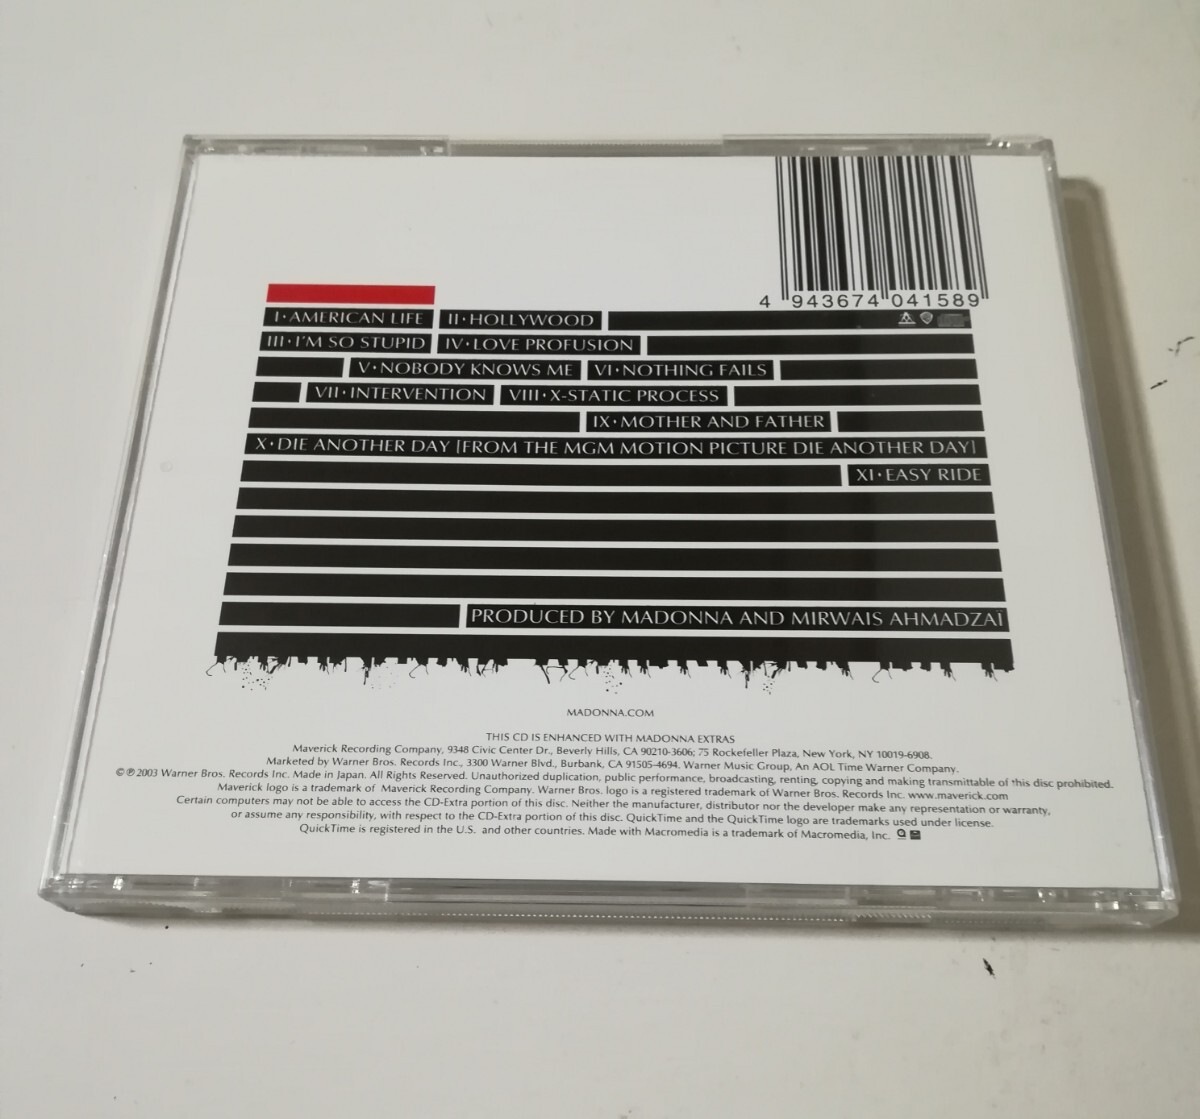 4 943674 041589
I·AMERICAN LIFE II·HOLLYWOOD
III·I'M SO STUPID IV·LOVE PROFUSION
V·NOBODY KNOWS ME VI·NOTHING FAILS
VII·INTERVENTION VIII·X-STATIC PROCESS
IX·MOTHER AND FATHER
X·DIE ANOTHER DAY [FROM THE MGM MOTION PICTURE DIE ANOTHER DAY]
XI·EASY RIDE
PRODUCED BY MADONNA AND MIRWAIS AHMADZAÏ
MADONNA.COM
THIS CD IS ENHANCED WITH MADONNA EXTRAS
Maverick Recording Company, 9348 Civic Center Dr., Beverly Hills, CA 90210-3606; 75 Rockefeller Plaza, New York, NY 10019-6908.
Marketed by Warner Bros. Records Inc., 3300 Warner Blvd., Burbank, CA 91505-4694. Warner Music Group, An AOL Time Warner Company.
©℗2003 Warner Bros. Records Inc. Made in Japan. All Rights Reserved. Unauthorized duplication, public performance, broadcasting, renting, copying and making transmittable of this disc prohibited.
Maverick logo is a trademark of Maverick Recording Company. Warner Bros. logo is a registered trademark of Warner Bros. Records Inc. www.maverick.com
Certain computers may not be able to access the CD-Extra portion of this disc. Neither the manufacturer, distributor nor the developer make any representation or warranty,
or assume any responsibility, with respect to the CD-Extra portion of this disc. QuickTime and the QuickTime logo are trademarks used under license.
QuickTime is registered in the U.S. and other countries. Made with Macromedia is a trademark of Macromedia, Inc.